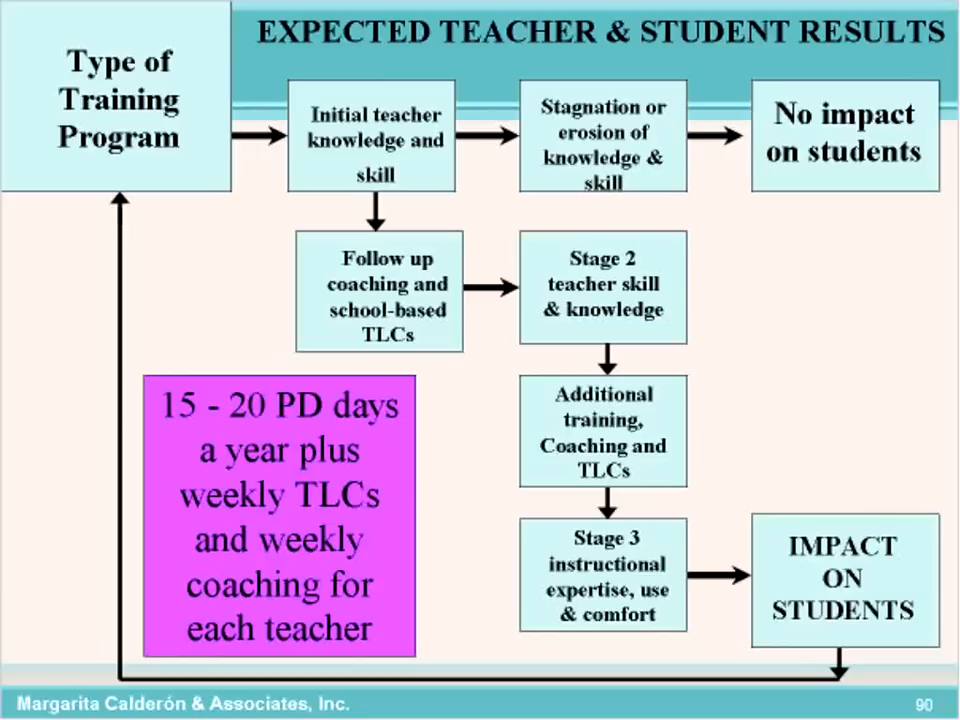 EXPECTED TEACHER & STUDENT RESULTS
Type of
Training
Program
Initial teacher
knowledge and
skill
Stagnation or
erosion of
knowledge &
skill
No impact
on students
Follow up
coaching and
school-based
TLCs
Stage 2
teacher skill
& knowledge
Additional
training,
Coaching and
TLCs
15 - 20 PD days
a year plus
weekly TLCs
and weekly
coaching for
each teacher
Stage 3
instructional
expertise, use
& comfort
IMPACT
ON
STUDENTS
Margarita Calderón & Associates, Inc.
90